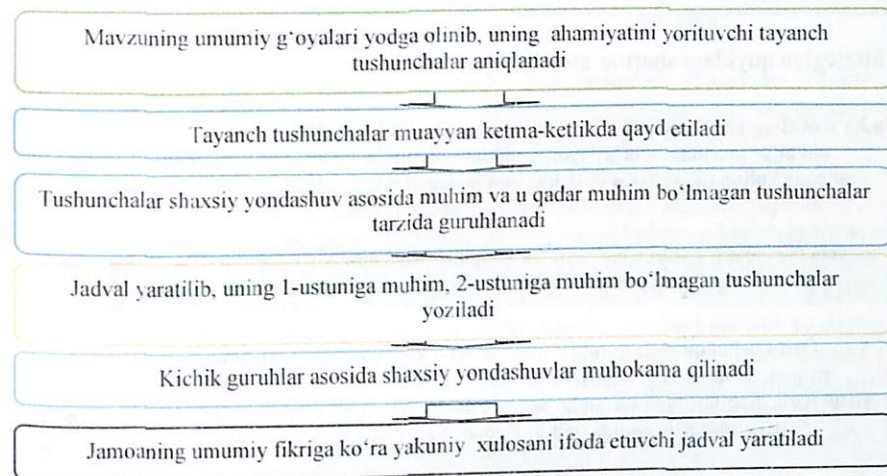 Mavzuning umumiy g‘oyalari yodga olinib, uning ahamiyatini yorituvchi tayanch
tushunchalar aniqlanadi
Tayanch tushunchalar muayyan ketma-ketlikda qayd etiladi
Tushunchalar shaxsiy yondashuv asosida muhim va u qadar muhim bo‘lmagan tushunchalar
tarzida guruhlanadi
Jadval yaratilib, uning 1-ustuniga muhim, 2-ustuniga muhim bo‘lmagan tushunchalar
yoziladi
Kichik guruhlar asosida shaxsiy yondashuvlar muhokama qilinadi
Jamoaning umumiy fikriga ko‘ra yakuniy xulosani ifoda etuvchi jadval yaratiladi